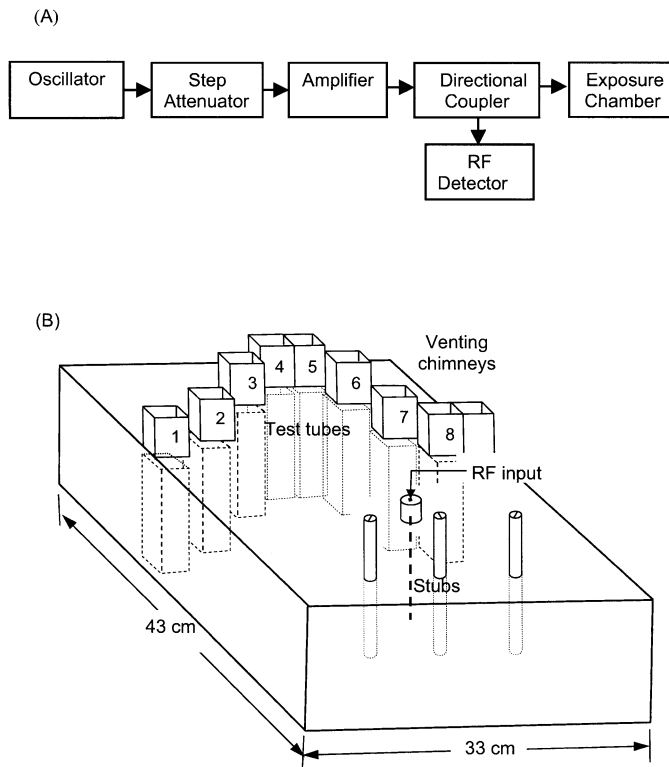 (A)
Oscillator
Step
Attenuator
Amplifier
Directional
Coupler
Exposure
Chamber
RF
Detector
(B)
Venting
chimneys
4
5
3
6
2
7
1
8
Test tubes
RF input
Stubs
43 cm
33 cm